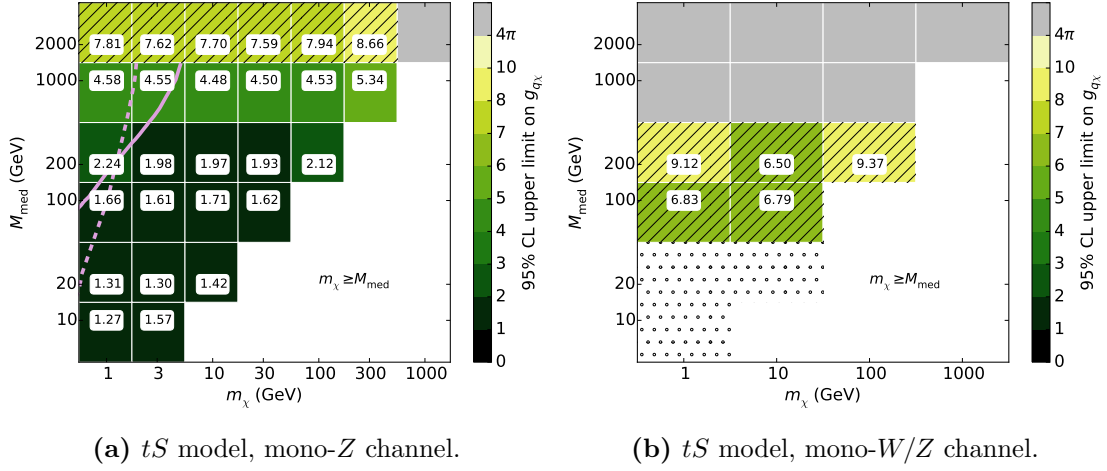 2000
1000
200
100
20
10
M_med (GeV)
7.81 7.62 7.70 7.59 7.94 8.66
4.58 4.55 4.48 4.50 4.53 5.34
2.24 1.98 1.97 1.93 2.12
1.66 1.61 1.71 1.62
1.31 1.30 1.42
1.27 1.57
m_χ ≥ M_med
1 3 10 30 100 300 1000
m_χ (GeV)
4π
10
8
7
6
5
4
3
2
1
0
95% CL upper limit on g_qχ
(a) tS model, mono-Z channel.
2000
1000
200
100
20
10
M_med (GeV)
9.12 6.50 9.37
6.83 6.79
m_χ ≥ M_med
1 10 100 1000
m_χ (GeV)
4π
10
8
7
6
5
4
3
2
1
0
95% CL upper limit on g_qχ
(b) tS model, mono-W/Z channel.